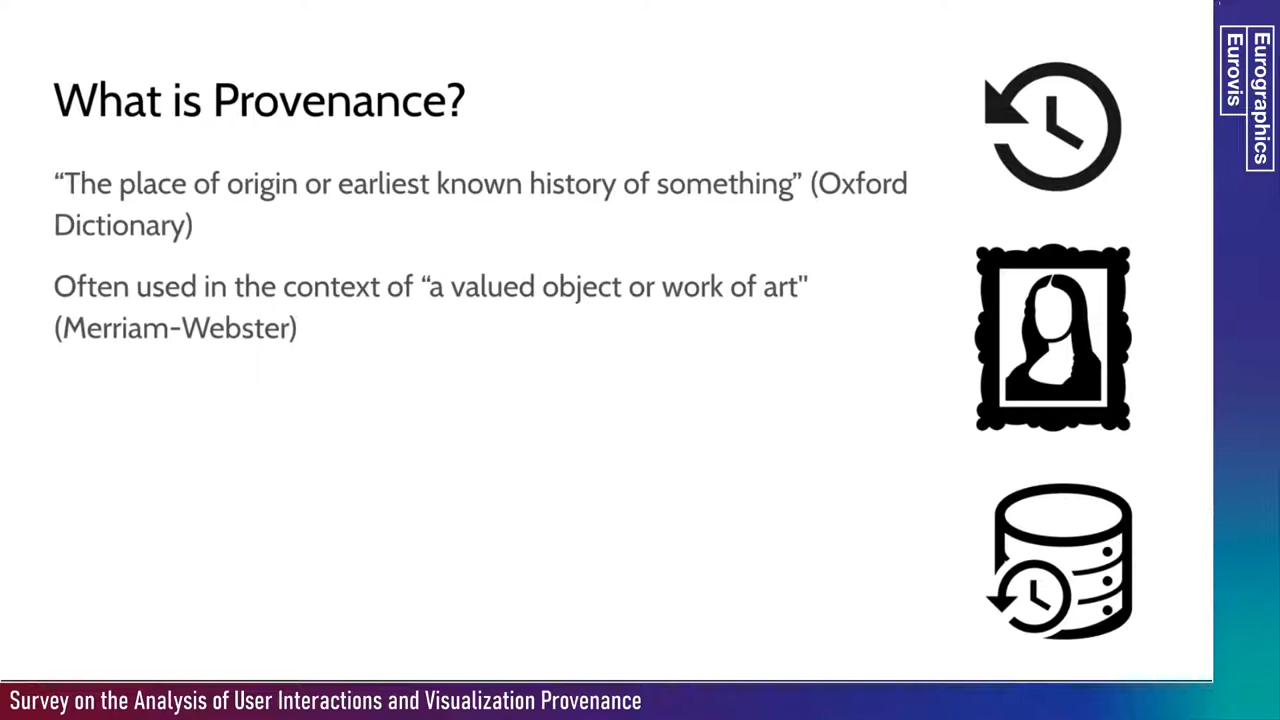 What is Provenance?
“The place of origin or earliest known history of something” (Oxford
Dictionary)
Often used in the context of “a valued object or work of art"
(Merriam-Webster)
Eurographics
Eurovis
Survey on the Analysis of User Interactions and Visualization Provenance